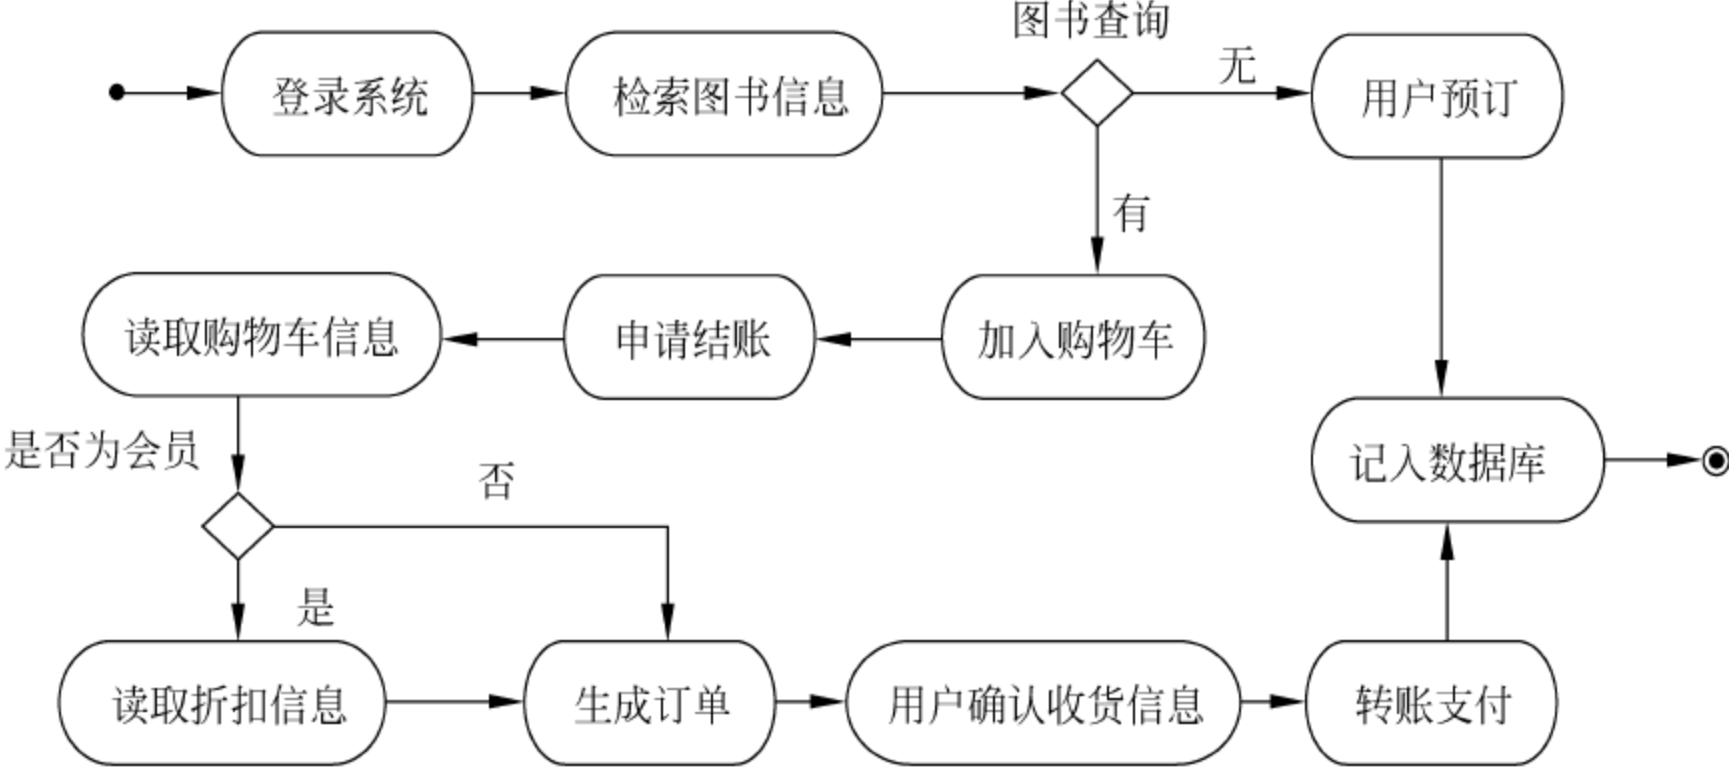 图书查询
登录系统
检索图书信息
无
用户预订
有
读取购物车信息
申请结账
加入购物车
是否为会员
否
记入数据库
是
读取折扣信息
生成订单
用户确认收货信息
转账支付